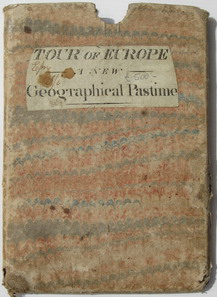 TOUR OF EUROPE
A NEW
Geographical Pastime